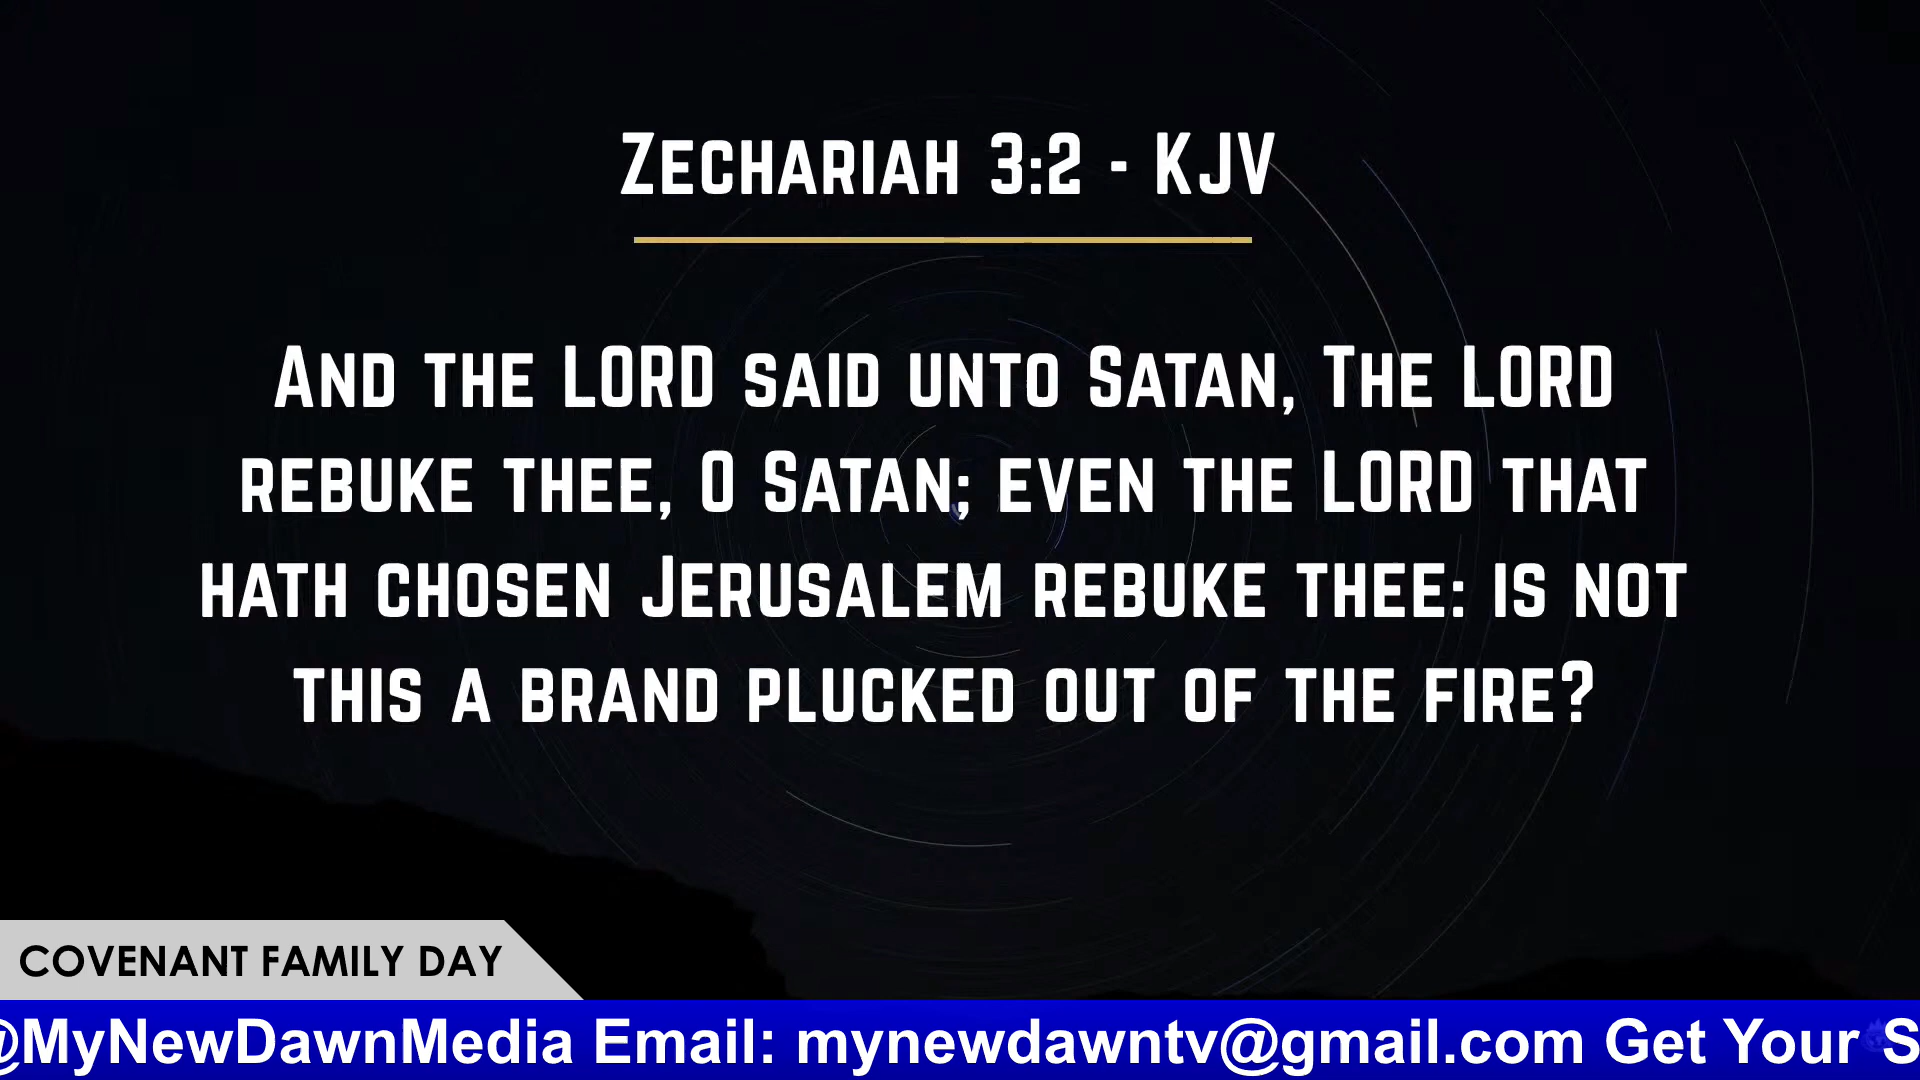 Zechariah 3:2 - KJV
And the LORD said unto Satan, The LORD
rebuke thee, O Satan; even the LORD that
hath chosen Jerusalem rebuke thee: is not
this a brand plucked out of the fire?
COVENANT FAMILY DAY
@MyNewDawnMedia Email: mynewdawntv@gmail.com Get Your S